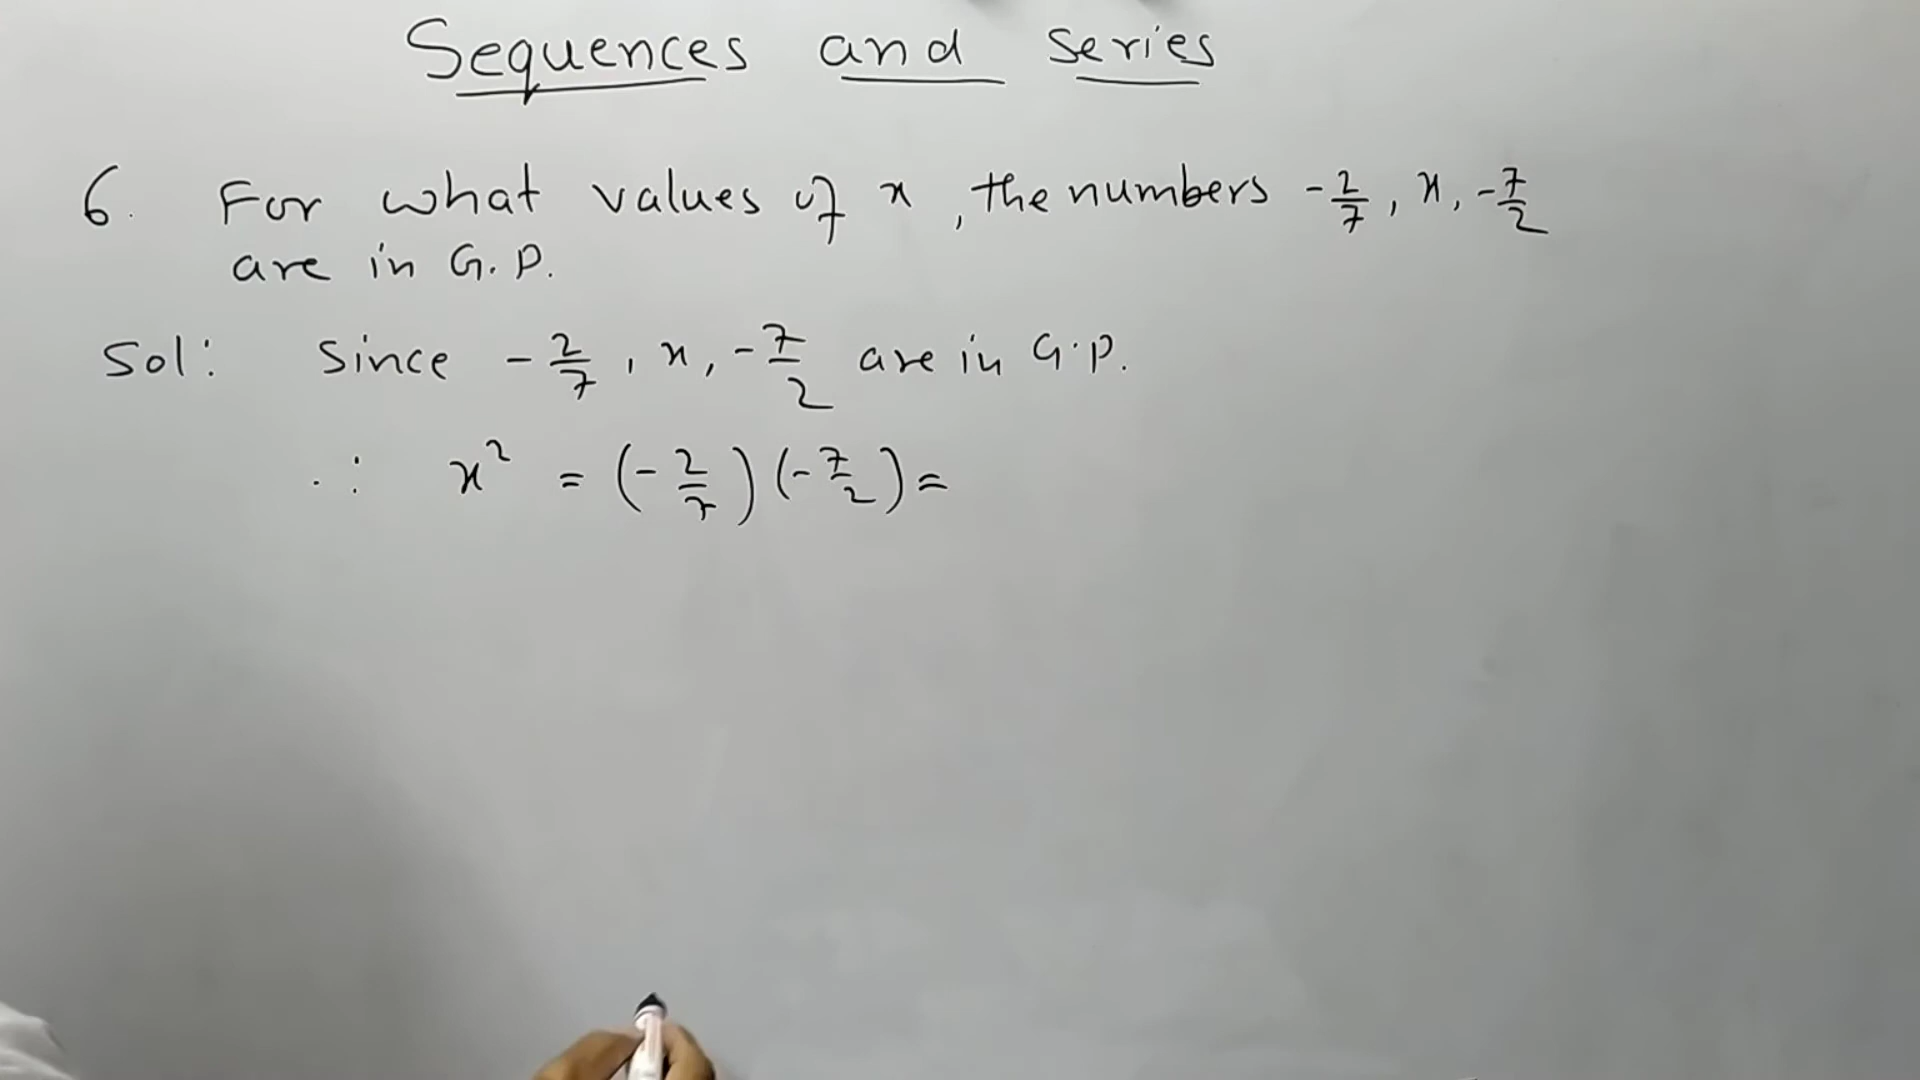 Sequences and series
6. For what values of x, the numbers -2/7, x, -7/2
are in G.P.
Sol: Since -2/7, x, -7/2 are in G.P.
∴ x² = (-2/7)(-7/2) =